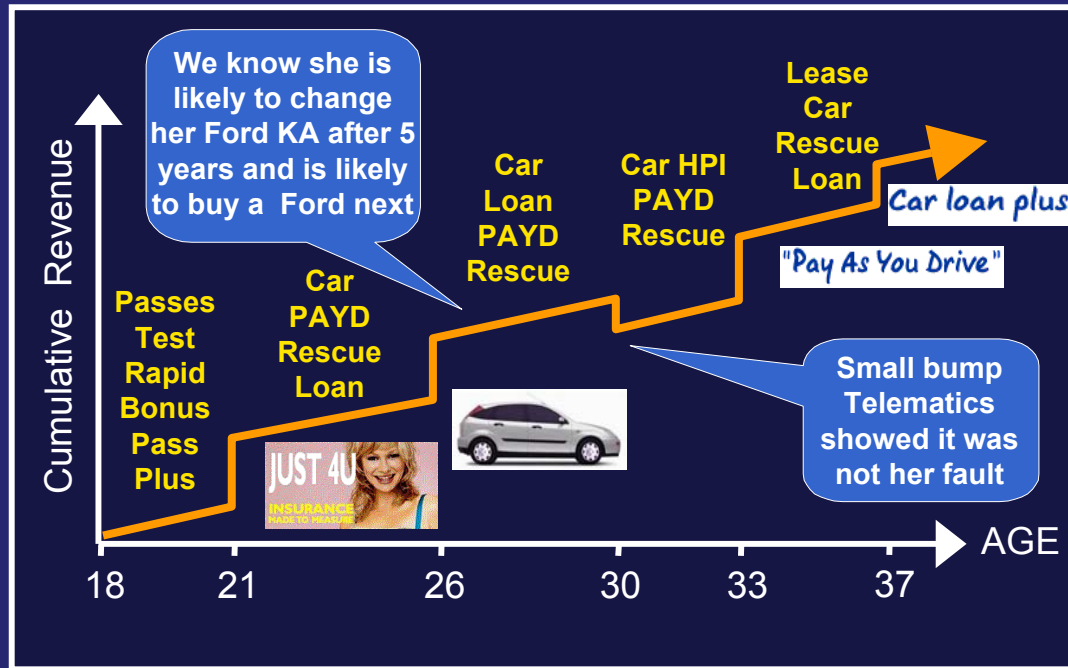 We know she is
likely to change
her Ford KA after 5
years and is likely
to buy a Ford next
Lease
Car
Rescue
Loan
Car
Loan
PAYD
Rescue
Car HPI
PAYD
Rescue
Car loan plus
"Pay As You Drive"
Passes
Test
Rapid
Bonus
Pass
Plus
Car
PAYD
Rescue
Loan
Small bump
Telematics
showed it was
not her fault
JUST 4U
INSURANCE
MADE TO MEASURE
Cumulative Revenue
AGE
18 21 26 30 33 37